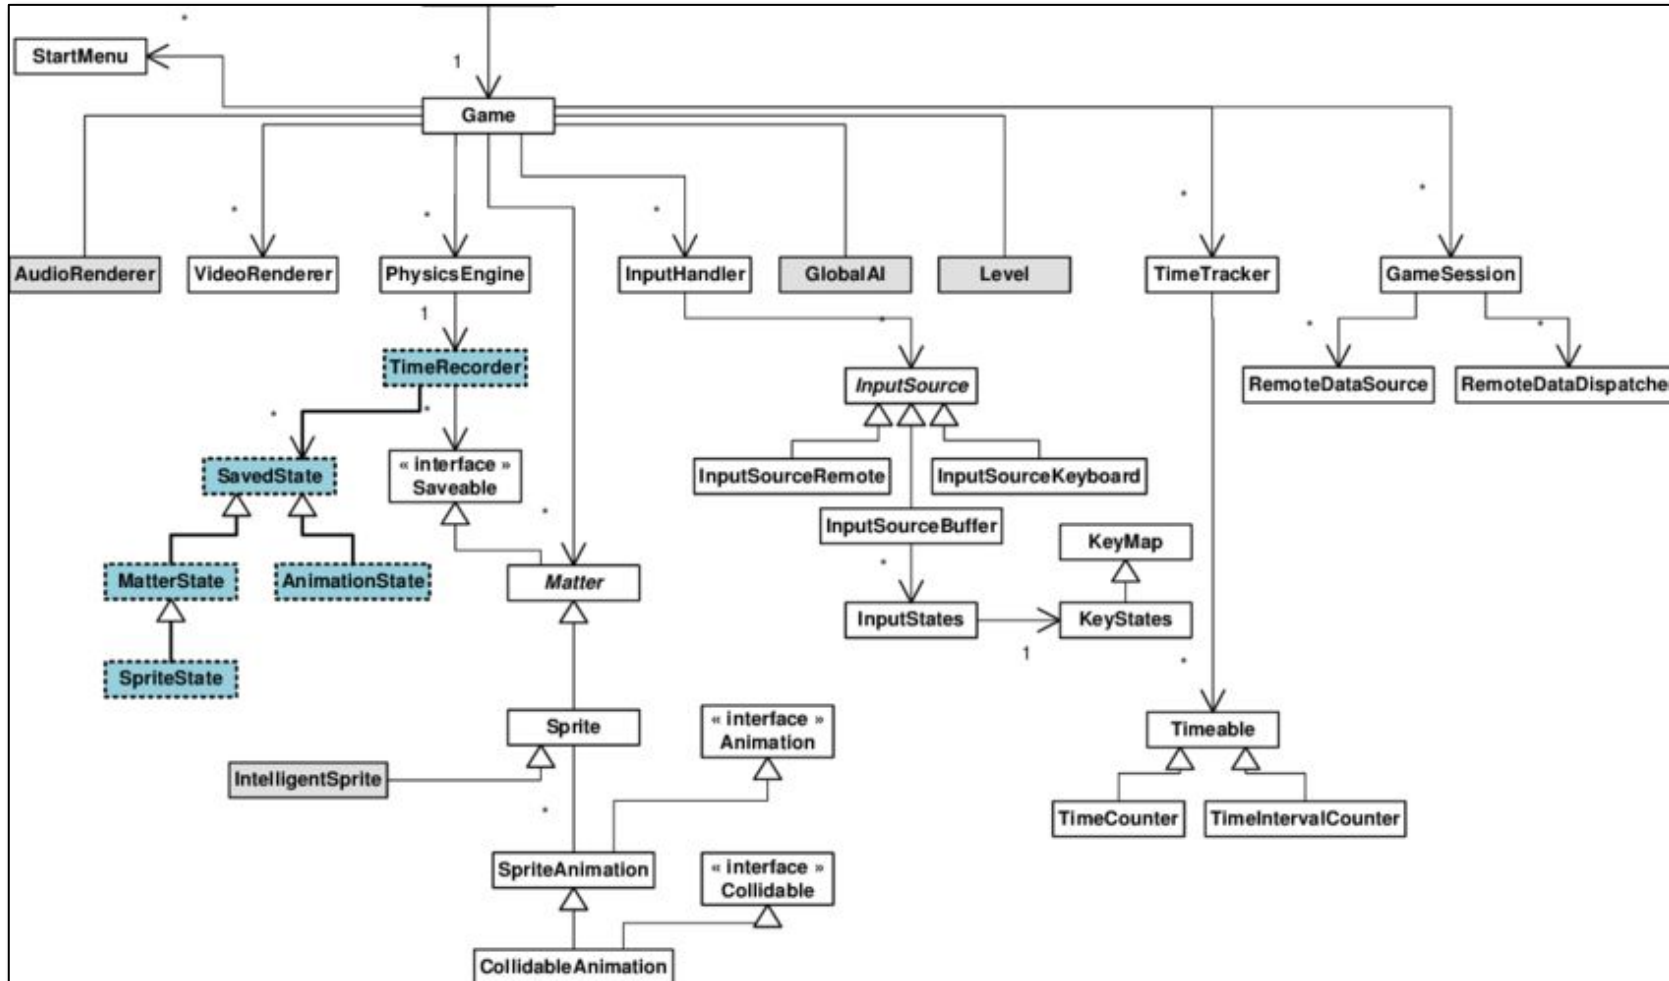 *
StartMenu
1
Game
*
*
*
*
*
AudioRenderer
VideoRenderer
PhysicsEngine
InputHandler
GlobalAI
Level
TimeTracker
GameSession
1
*
*
*
TimeRecorder
InputSource
RemoteDataSource
RemoteDataDispatche
*
*
« interface »
Saveable
SavedState
InputSourceRemote
InputSourceKeyboard
*
InputSourceBuffer
KeyMap
*
MatterState
AnimationState
Matter
InputStates
KeyStates
1
*
SpriteState
Sprite
« interface »
Animation
Timeable
IntelligentSprite
*
TimeCounter
TimeIntervalCounter
SpriteAnimation
« interface »
Collidable
CollidableAnimation